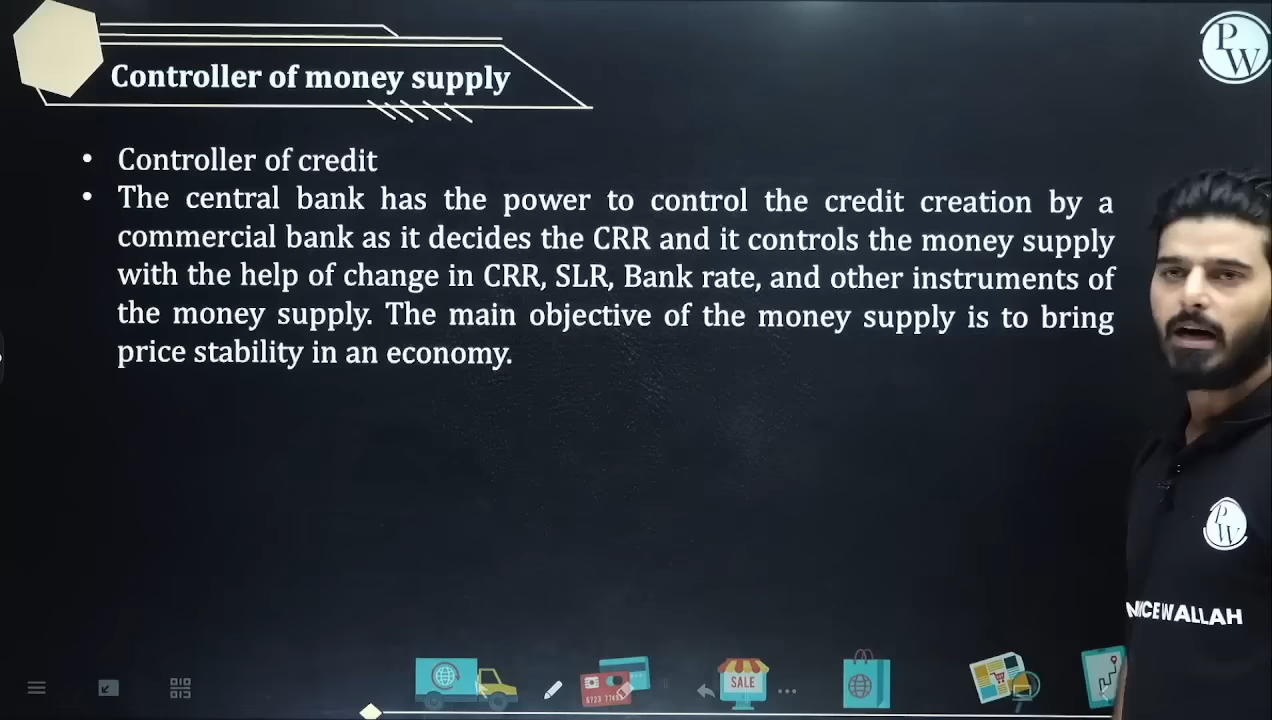 Controller of money supply
PW
• Controller of credit
• The central bank has the power to control the credit creation by a
commercial bank as it decides the CRR and it controls the money supply
with the help of change in CRR, SLR, Bank rate, and other instruments of
the money supply. The main objective of the money supply is to bring
price stability in an economy.
PW
NICEWALLAH
SALE